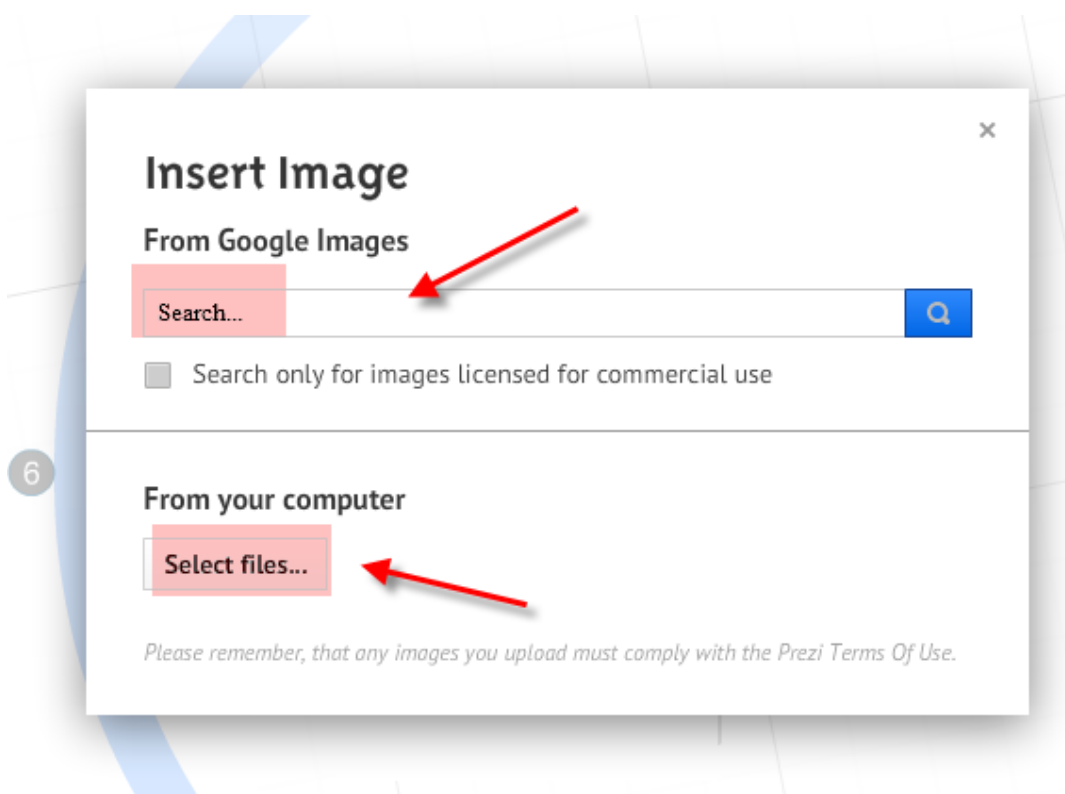 ×
Insert Image
From Google Images
Search...
Search only for images licensed for commercial use
6
From your computer
Select files...
Please remember, that any images you upload must comply with the Prezi Terms Of Use.